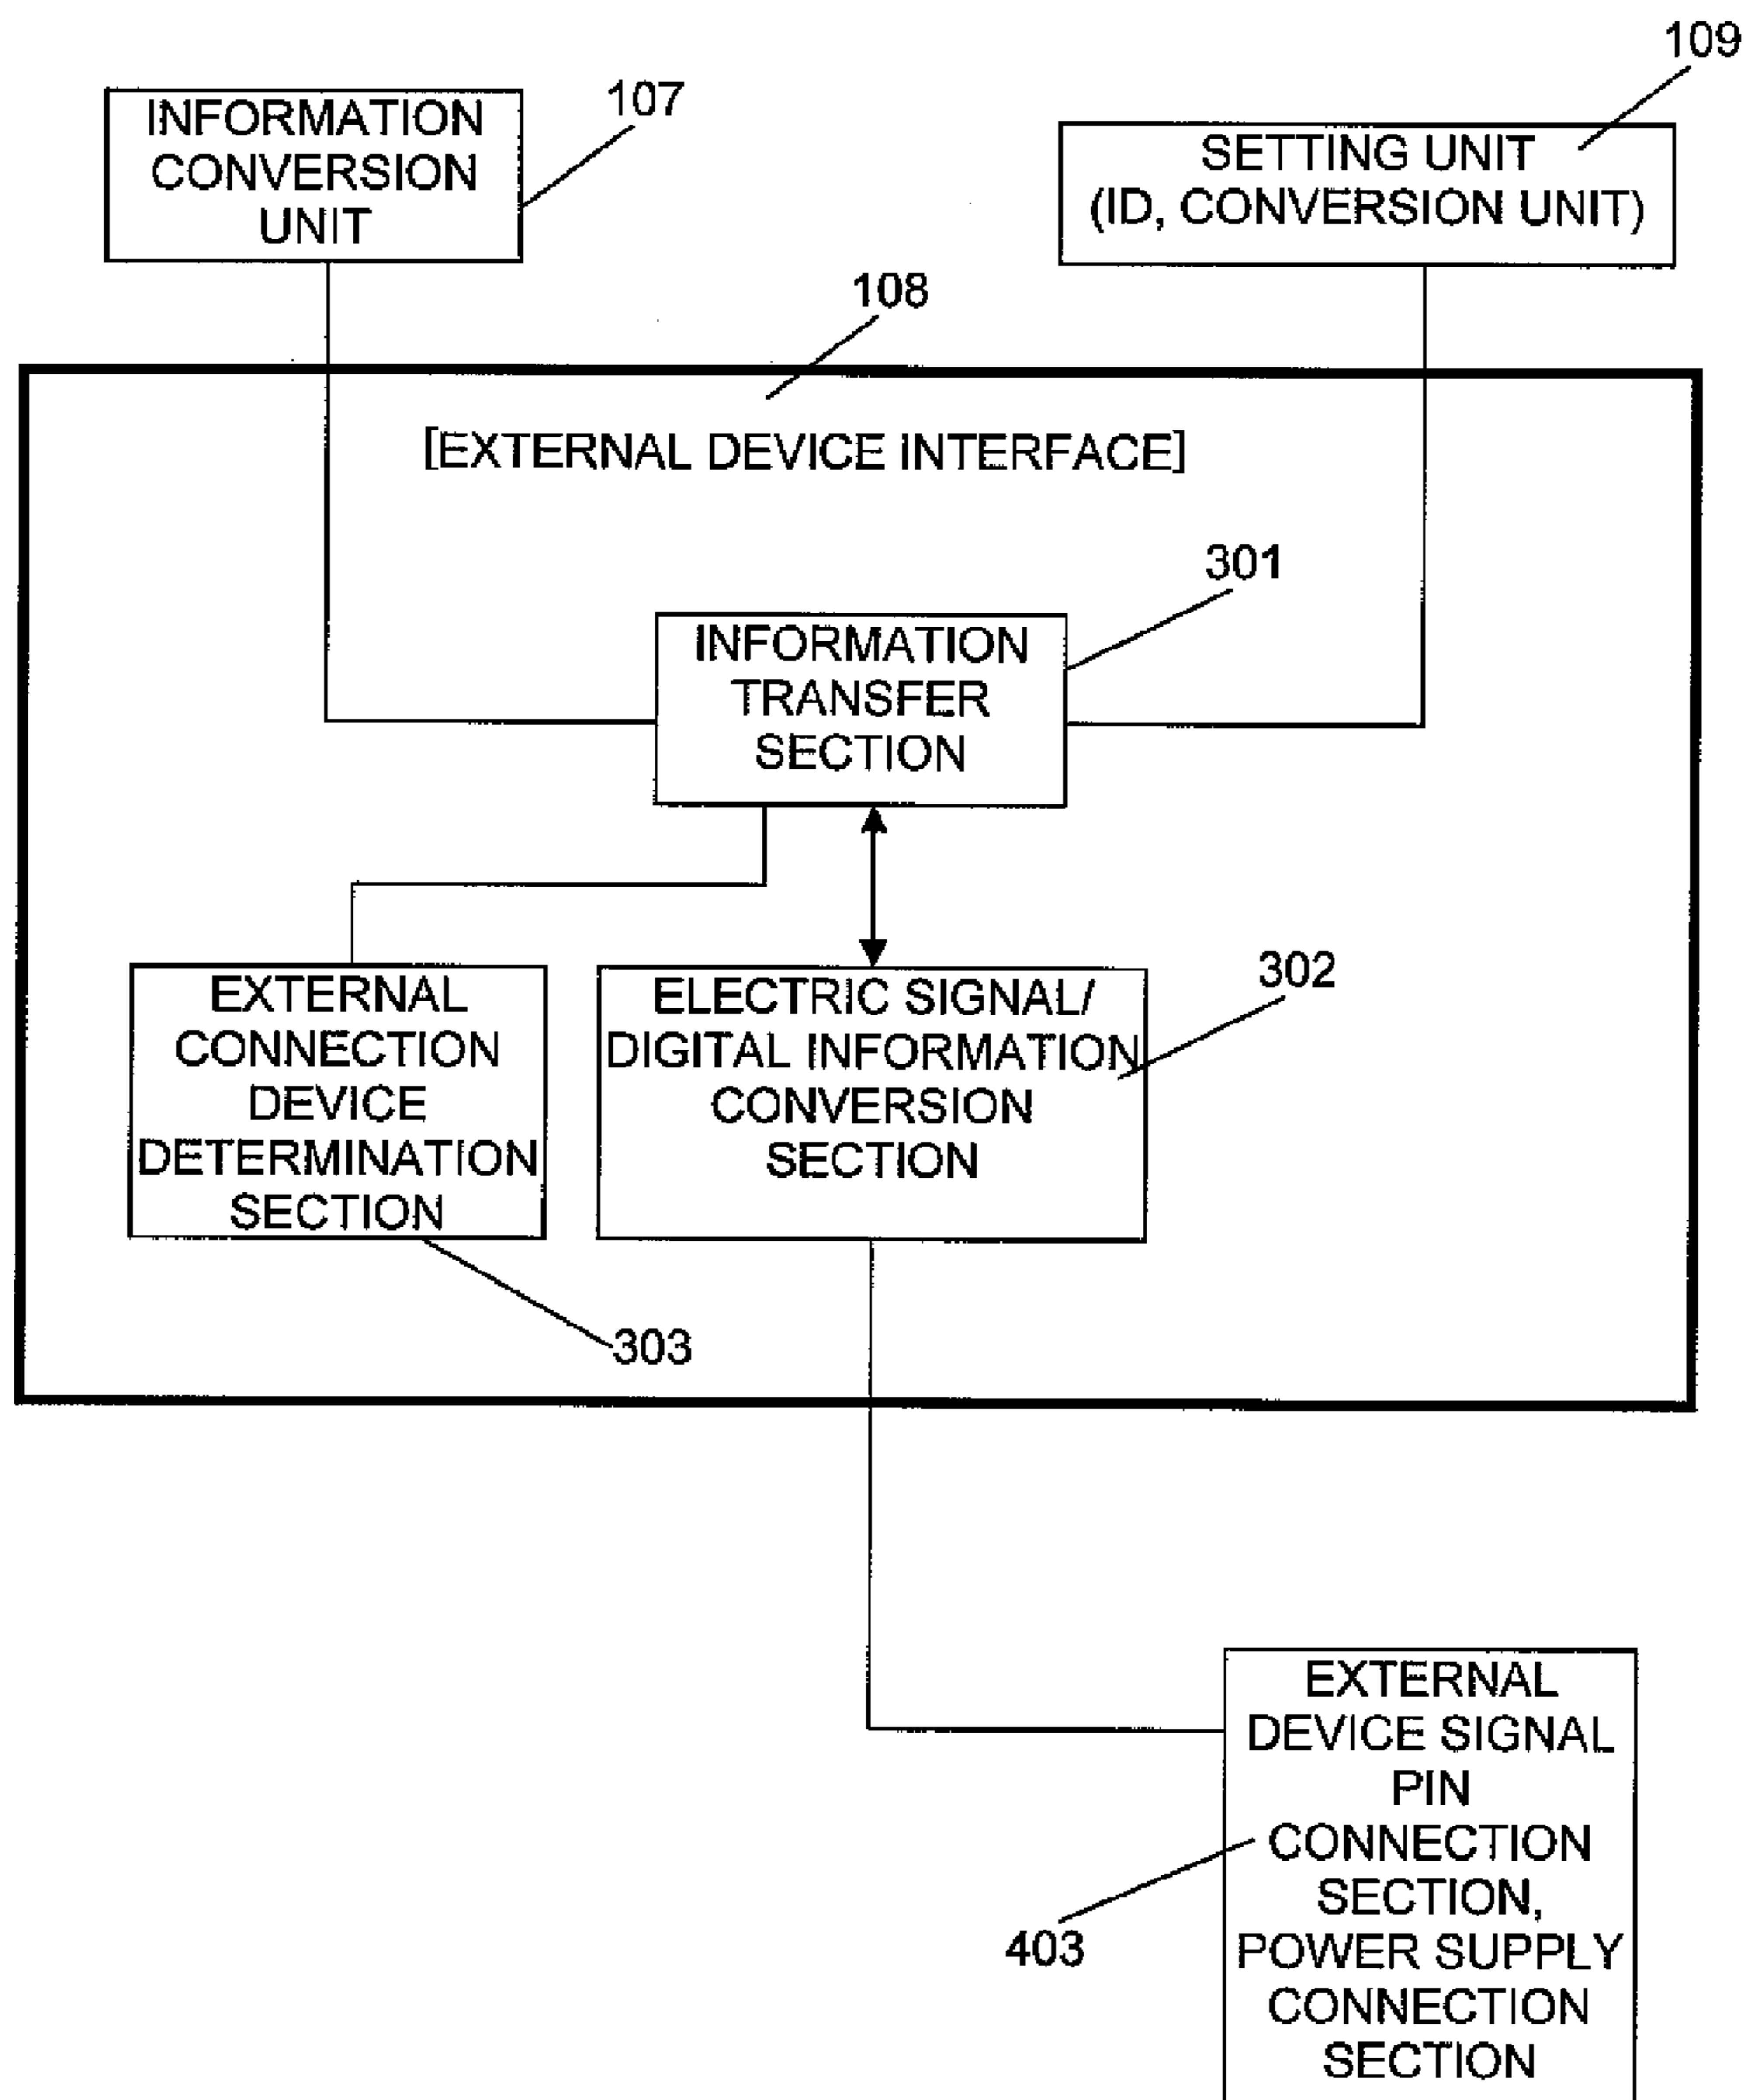 109
107
INFORMATION
CONVERSION
UNIT
SETTING UNIT
(ID, CONVERSION UNIT)
108
[EXTERNAL DEVICE INTERFACE]
301
INFORMATION
TRANSFER
SECTION
EXTERNAL
CONNECTION
DEVICE
DETERMINATION
SECTION
302
ELECTRIC SIGNAL/
DIGITAL INFORMATION
CONVERSION
SECTION
303
EXTERNAL
DEVICE SIGNAL
PIN
CONNECTION
SECTION,
POWER SUPPLY
CONNECTION
SECTION
403